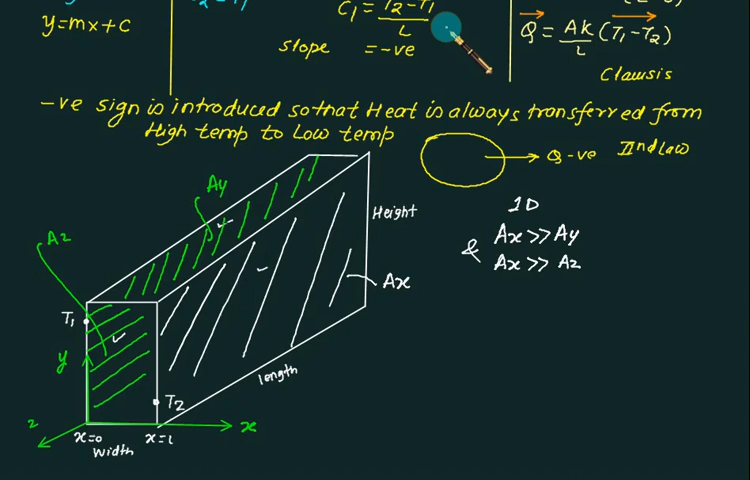 y=mx+c
C₁ = T₂-T₁/L
slope =-ve
Q = Ak/L (T₁-T₂)
Clausis
-ve sign is introduced so that Heat is always transferred from
High temp to Low temp
Q -ve IInd Law
1D
Ax >> Ay
& Ax >> Az
Ay
Az
Height
Ax
T₁
T₂
y
length
z
x=0
x=L
x
Width